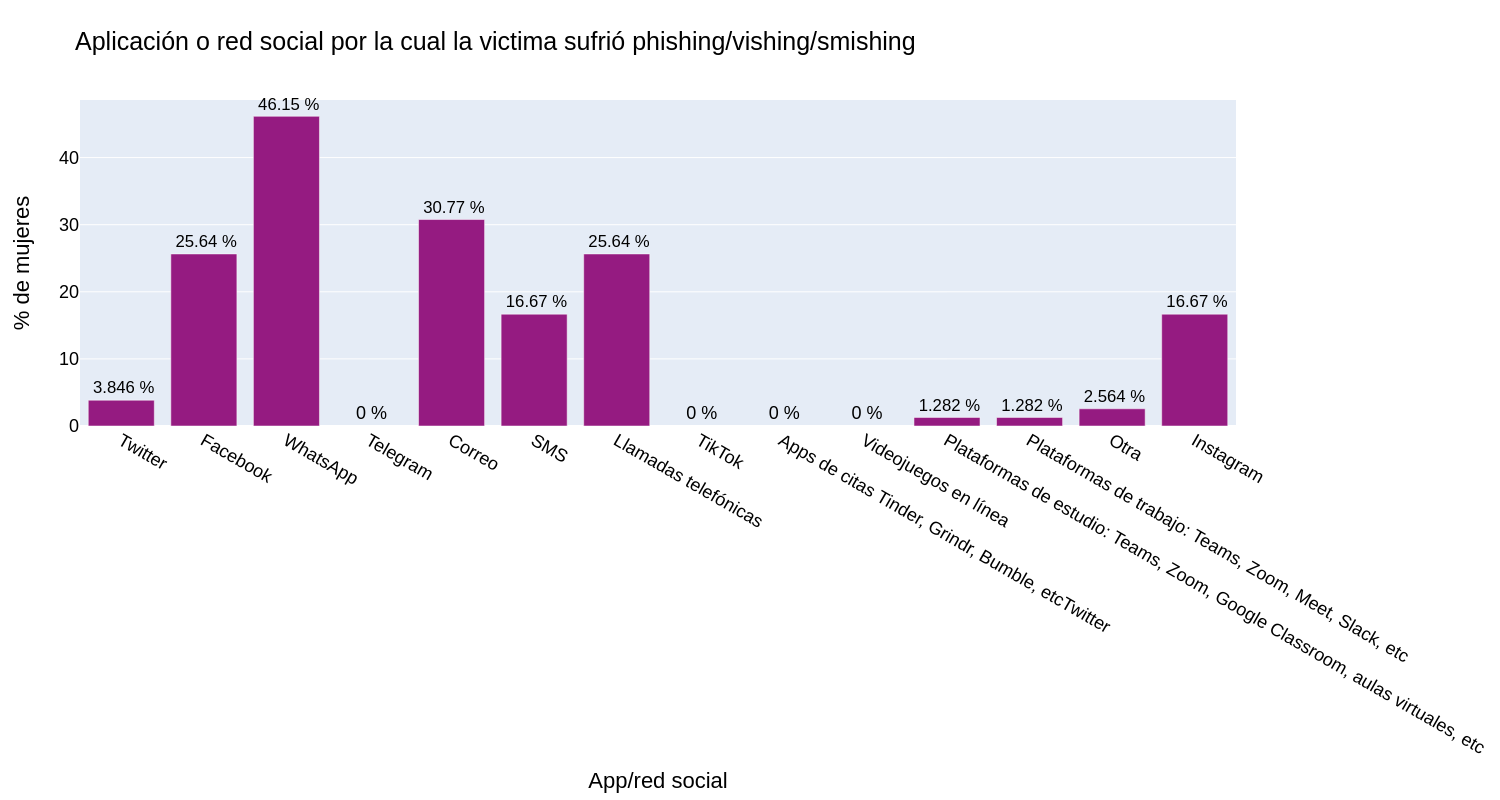 Aplicación o red social por la cual la victima sufrió phishing/vishing/smishing
% de mujeres
40
30
20
10
0
3.846 %
25.64 %
46.15 %
0 %
30.77 %
16.67 %
25.64 %
0 %
0 %
0 %
1.282 %
1.282 %
2.564 %
16.67 %
Twitter
Facebook
WhatsApp
Telegram
Correo
SMS
Llamadas telefónicas
TikTok
Apps de citas Tinder, Grindr, Bumble, etcTwitter
Videojuegos en línea
Plataformas de estudio: Teams, Zoom, Google Classroom, aulas virtuales, etc
Plataformas de trabajo: Teams, Zoom, Meet, Slack, etc
Otra
Instagram
App/red social